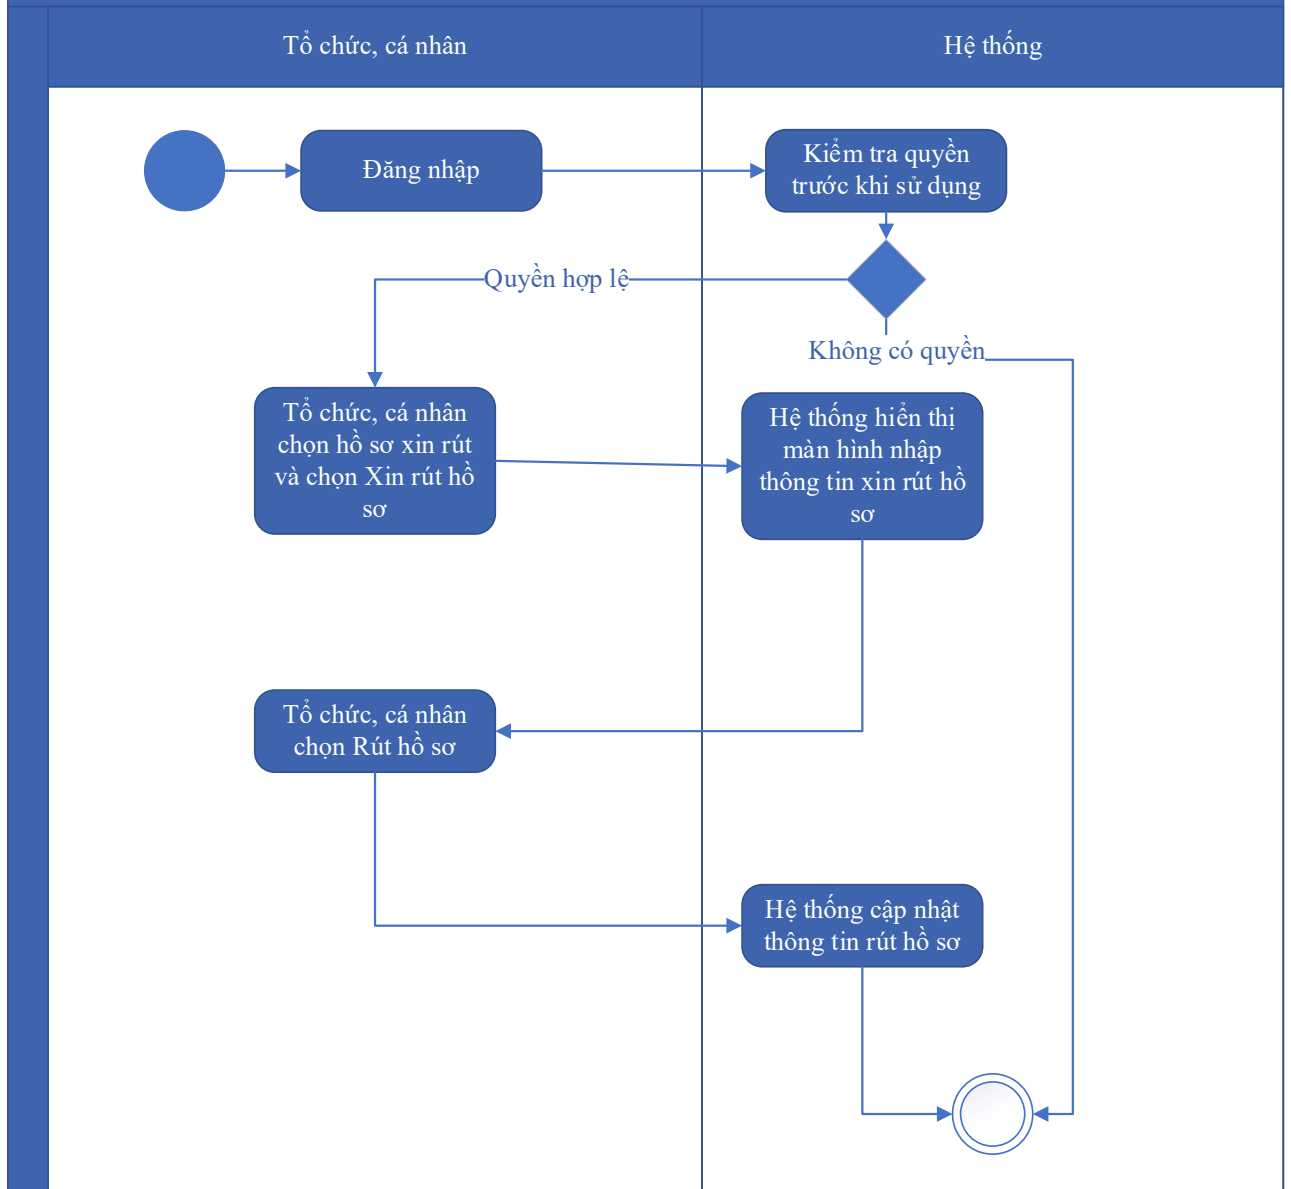 Tổ chức, cá nhân
Hệ thống
Đăng nhập
Kiểm tra quyền
trước khi sử dụng
Quyền hợp lệ
Không có quyền
Tổ chức, cá nhân
chọn hồ sơ xin rút
và chọn Xin rút hồ
sơ
Hệ thống hiển thị
màn hình nhập
thông tin xin rút hồ
sơ
Tổ chức, cá nhân
chọn Rút hồ sơ
Hệ thống cập nhật
thông tin rút hồ sơ